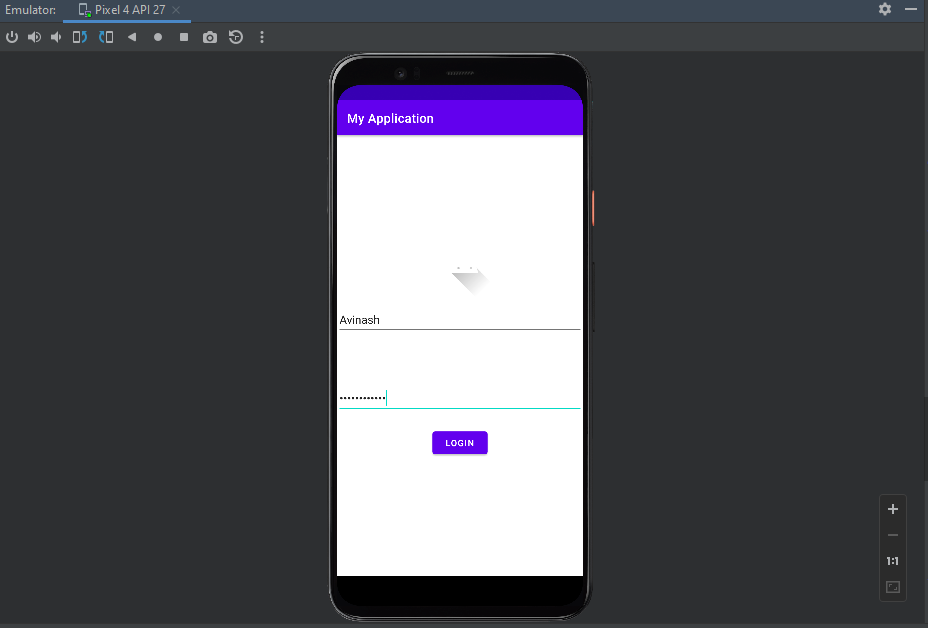 Emulator: Pixel 4 API 27
My Application
Avinash
••••••••••••
LOGIN
1:1